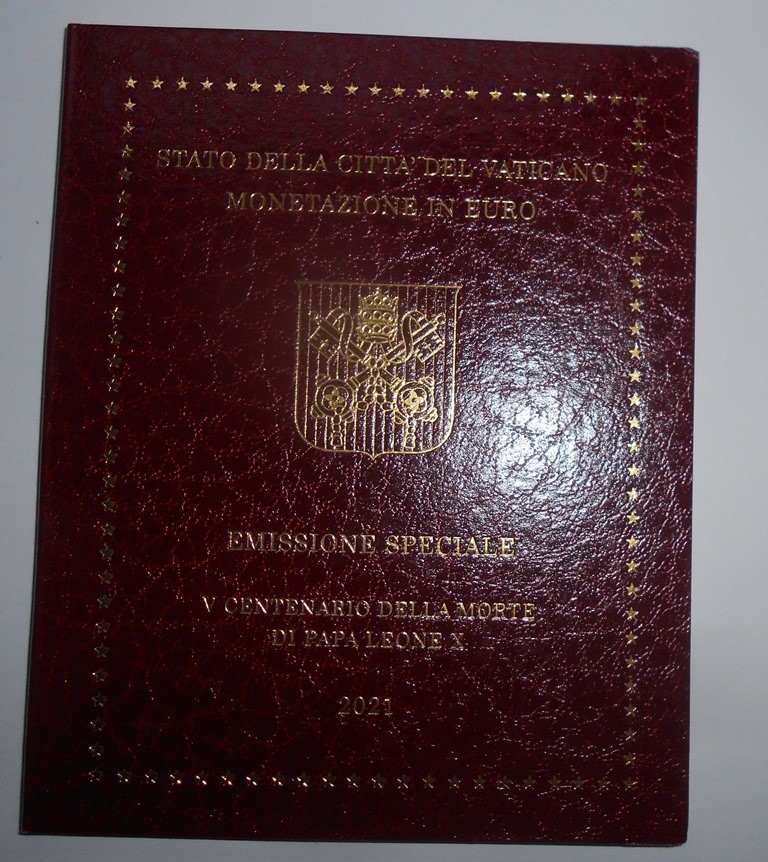 STATO DELLA CITTA' DEL VATICANO
MONETAZIONE IN EURO
EMISSIONE SPECIALE
V CENTENARIO DELLA MORTE
DI PAPA LEONE X
2021